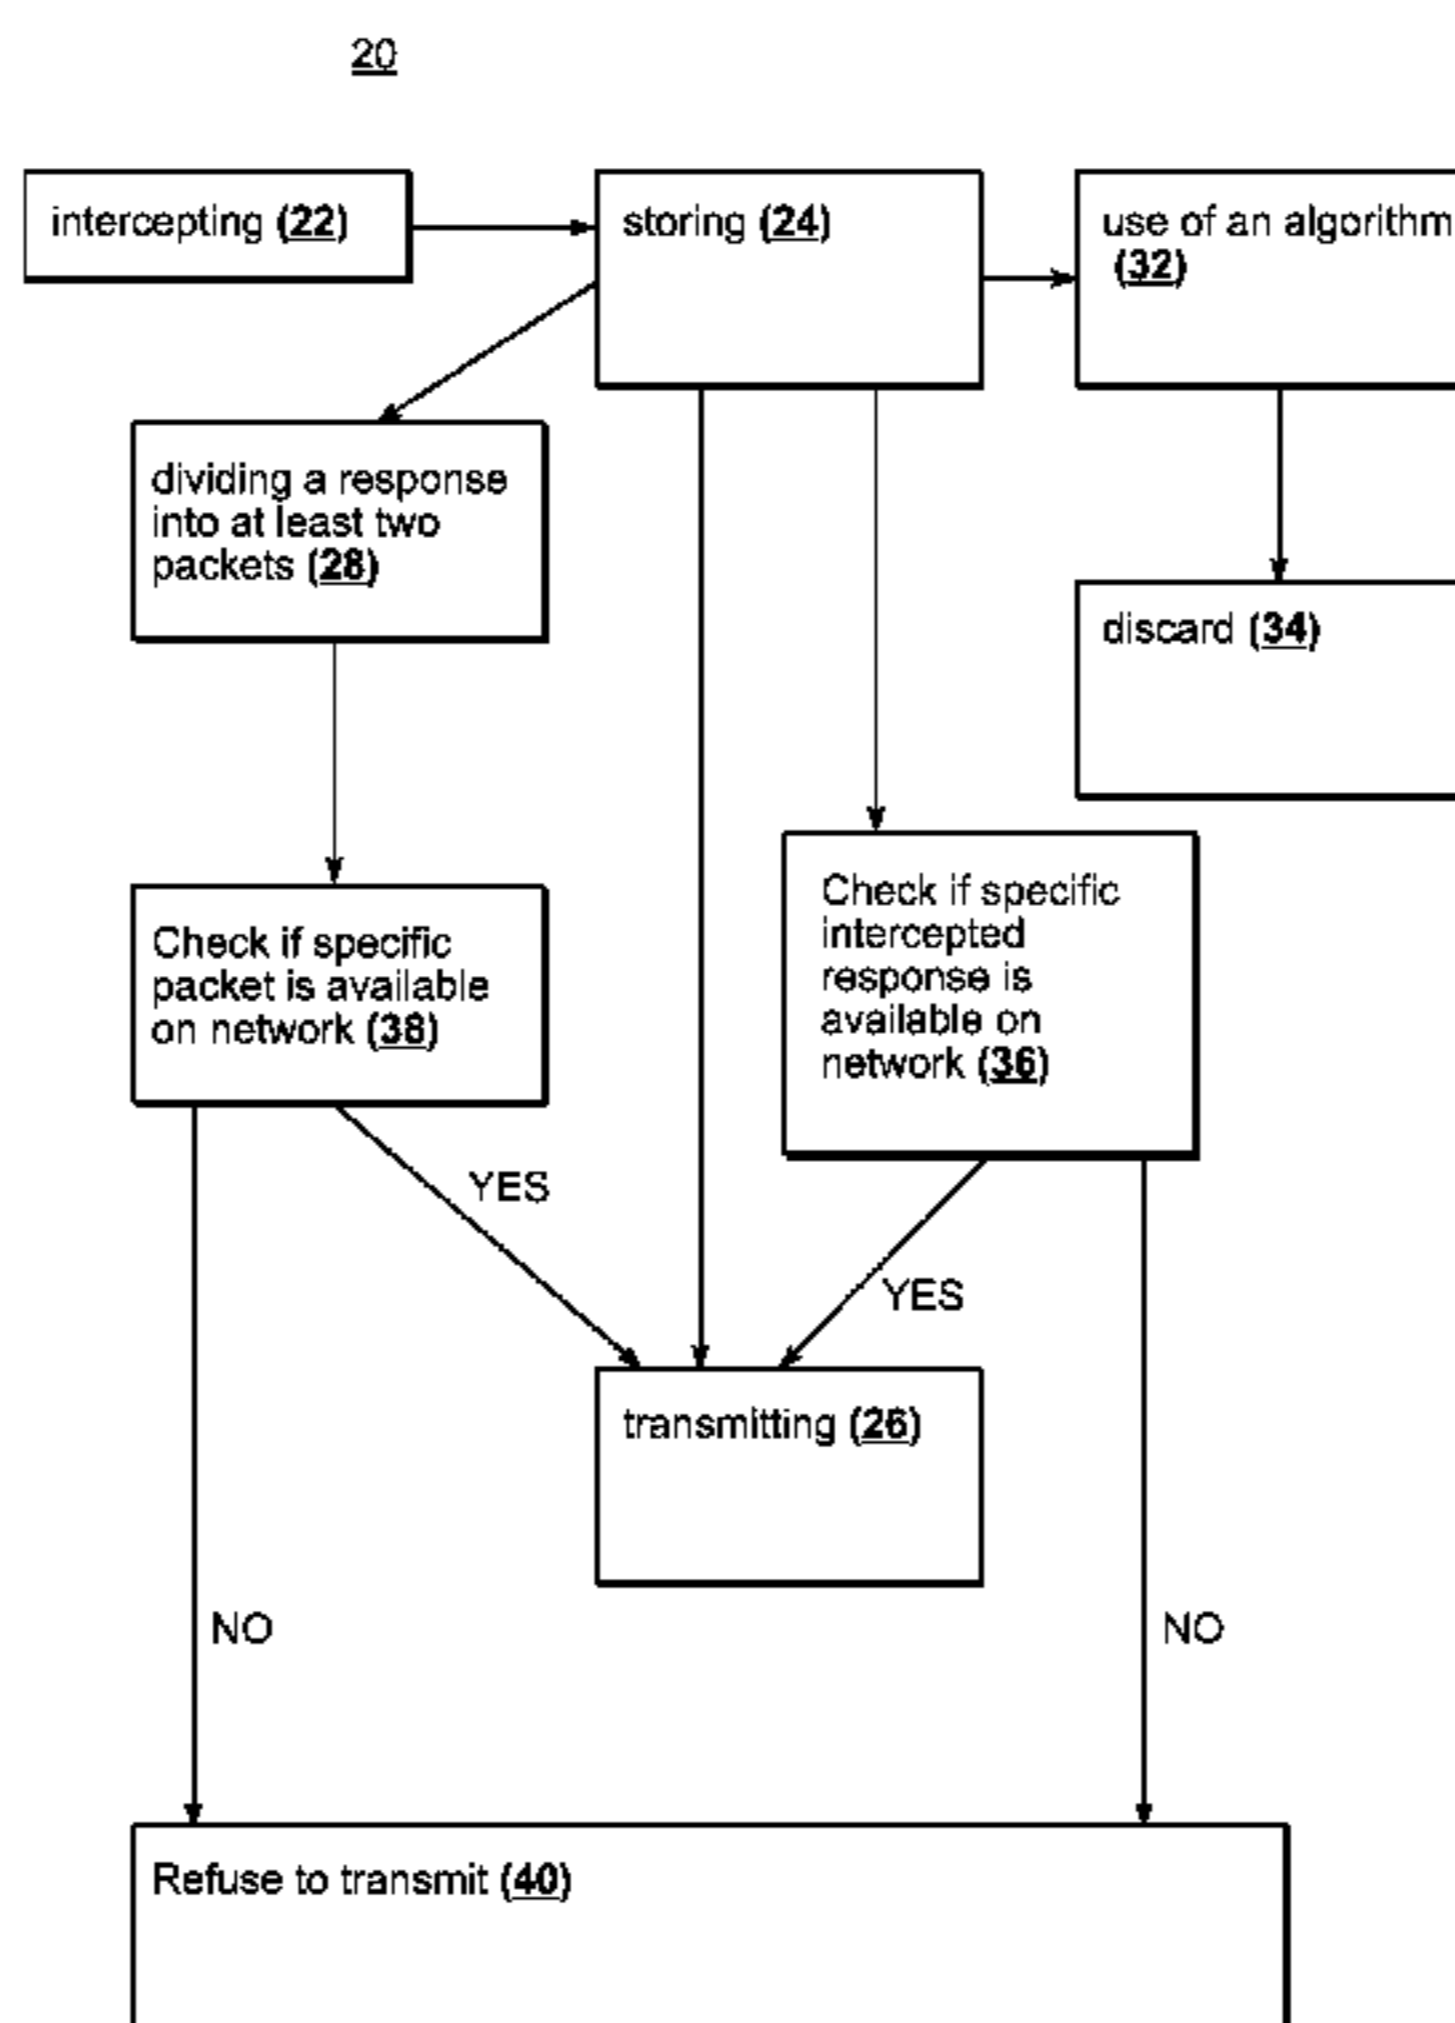 20
intercepting (22)
storing (24)
use of an algorithm
(32)
dividing a response
into at least two
packets (28)
discard (34)
Check if specific
packet is available
on network (38)
Check if specific
intercepted
response is
available on
network (36)
YES
YES
transmitting (26)
NO
NO
Refuse to transmit (40)